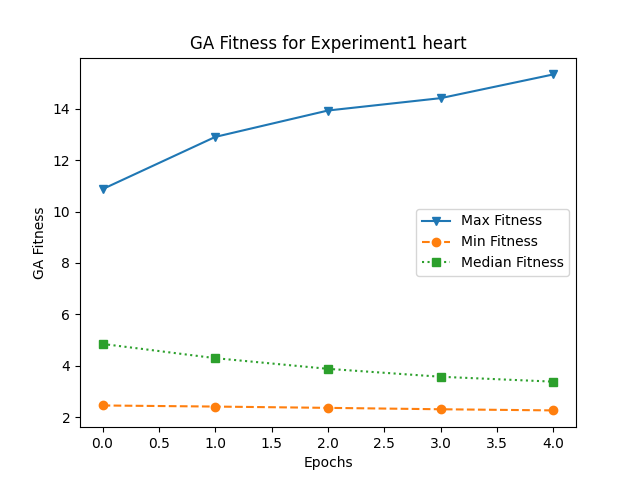 GA Fitness for Experiment1 heart
14
12
10
8
6
4
2
GA Fitness
Max Fitness
Min Fitness
Median Fitness
0.0 0.5 1.0 1.5 2.0 2.5 3.0 3.5 4.0
Epochs